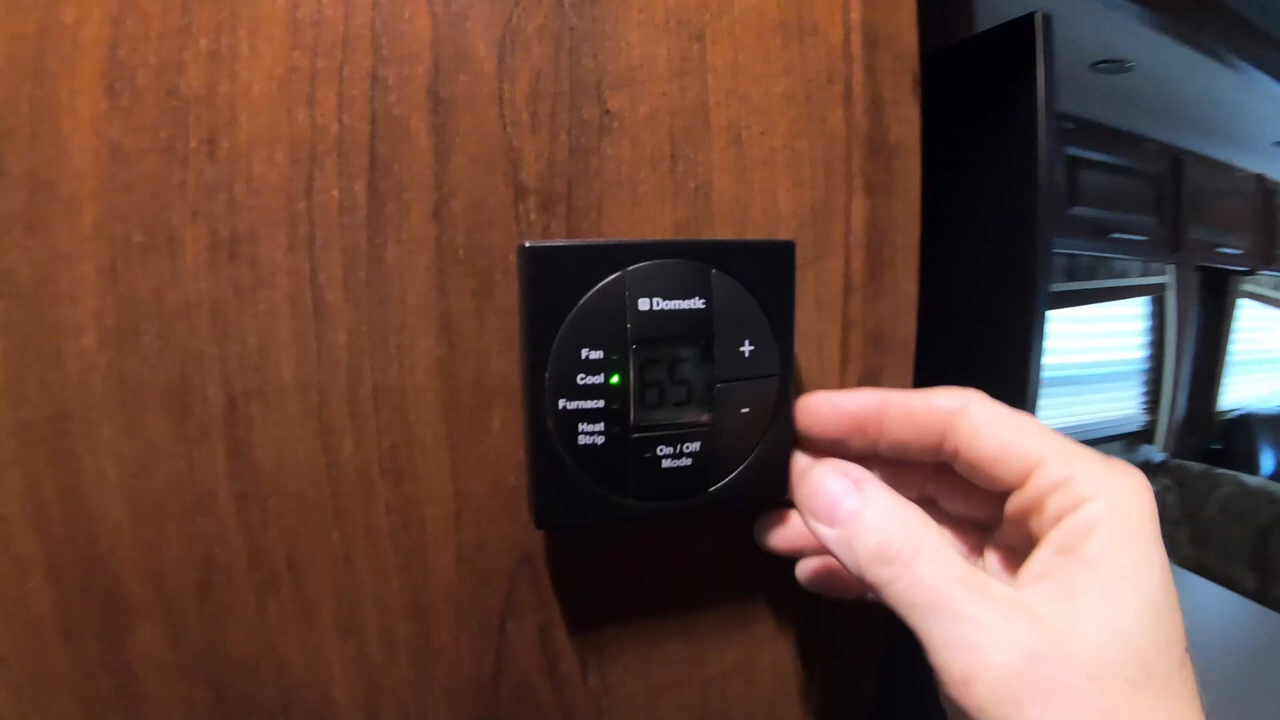 Dometic
Fan
Cool
Furnace
Heat
Strip
65
+
-
On / Off
Mode